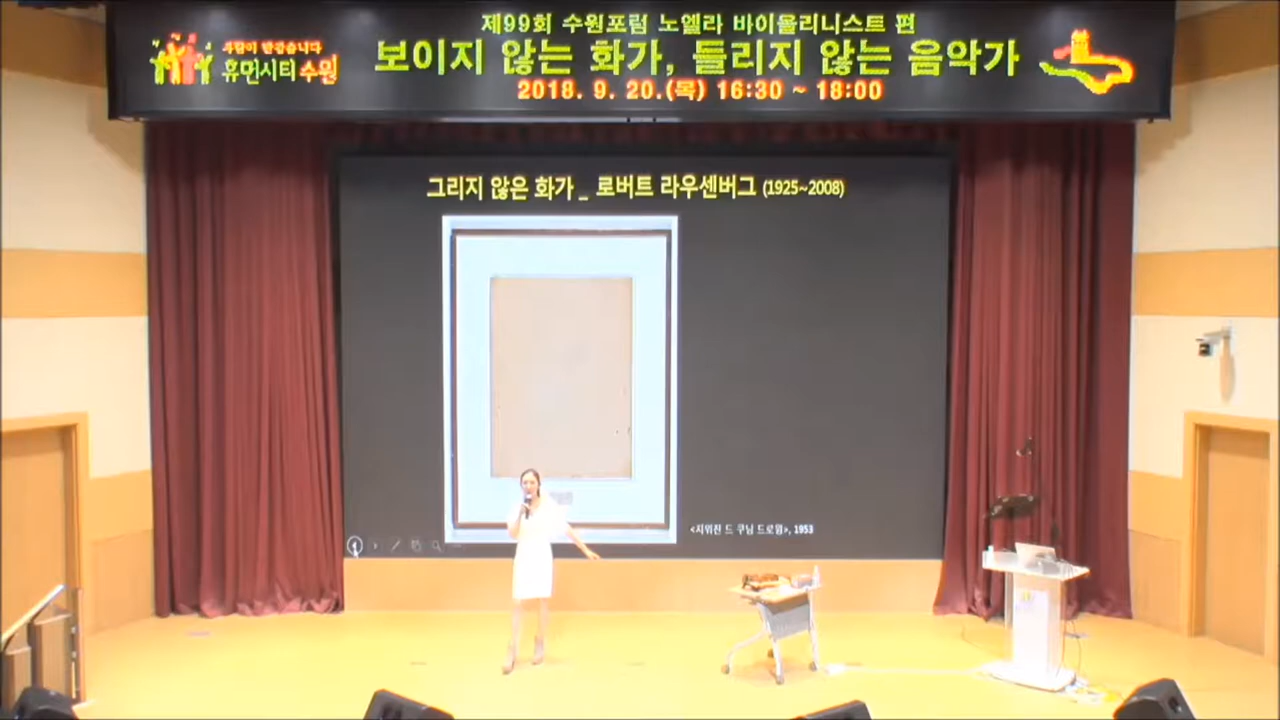 제99회 수원포럼 노엘라 바이올리니스트 편
사람이 반갑습니다
휴먼시티 수원
보이지 않는 화가, 들리지 않는 음악가
2018. 9. 20.(목) 16:30 ~ 18:00
그리지 않은 화가 _ 로버트 라우센버그 (1925~2008)
<지워진 드 쿠닝 드로잉>, 1953